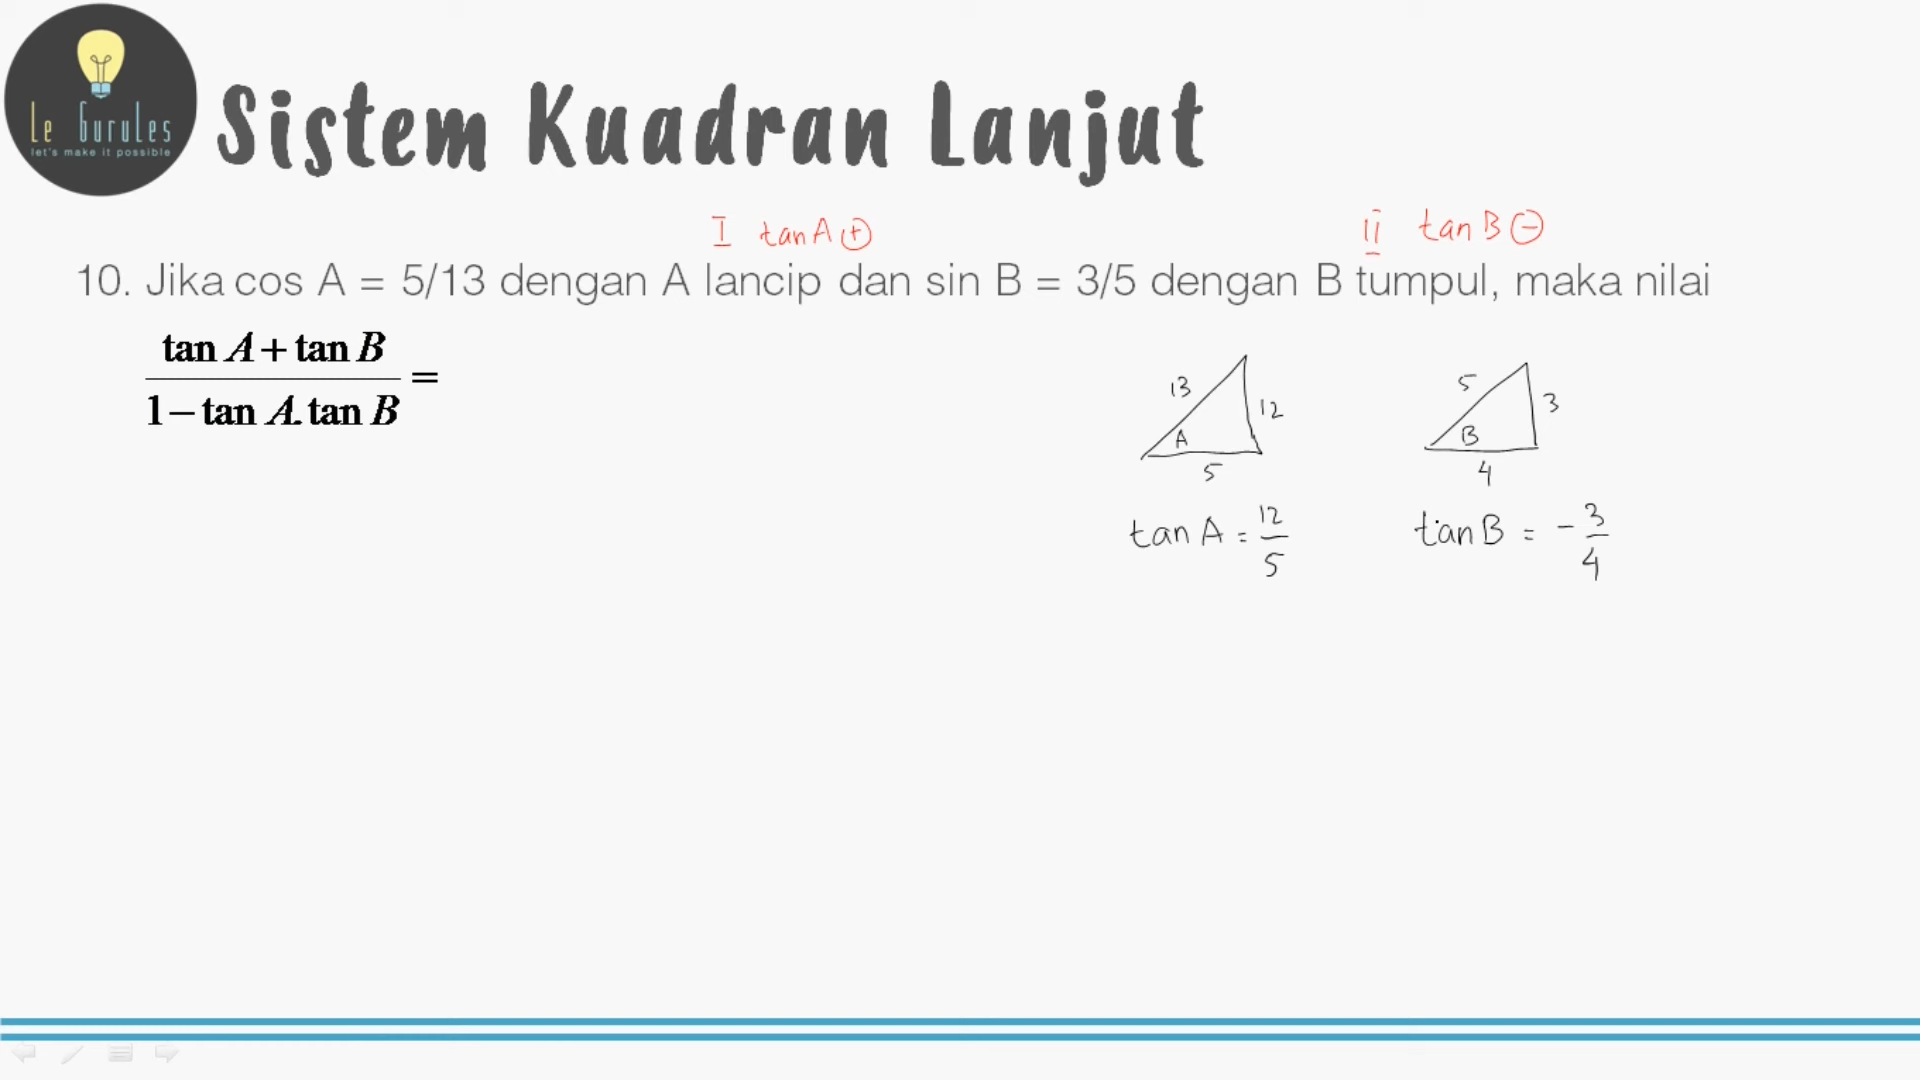 Le Gurules
let's make it possible
Sistem Kuadran Lanjut
I tan A (+)
II tan B (-)
10. Jika cos A = 5/13 dengan A lancip dan sin B = 3/5 dengan B tumpul, maka nilai
tan A + tan B
1 – tan A. tan B
=
13
12
A
5
5
3
B
4
tan A = 12/5
tan B = - 3/4